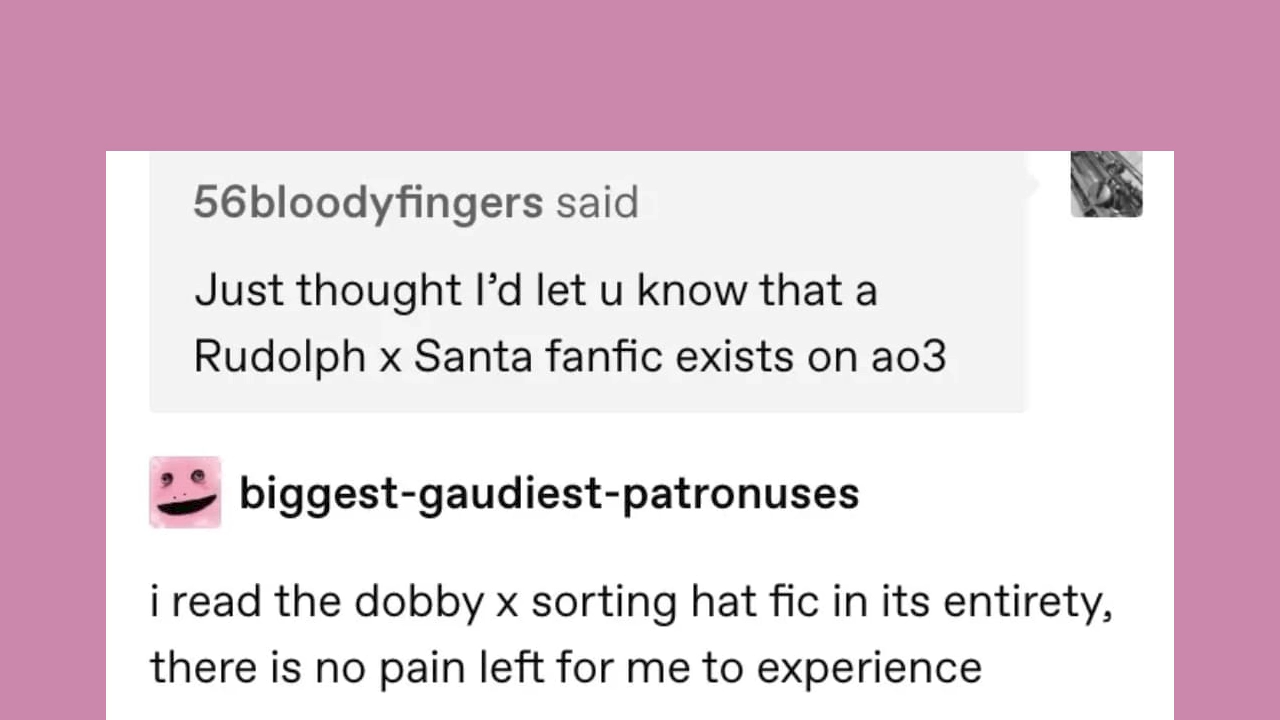 56bloodyfingers said
Just thought I’d let u know that a
Rudolph x Santa fanfic exists on ao3
biggest-gaudiest-patronuses
i read the dobby x sorting hat fic in its entirety,
there is no pain left for me to experience